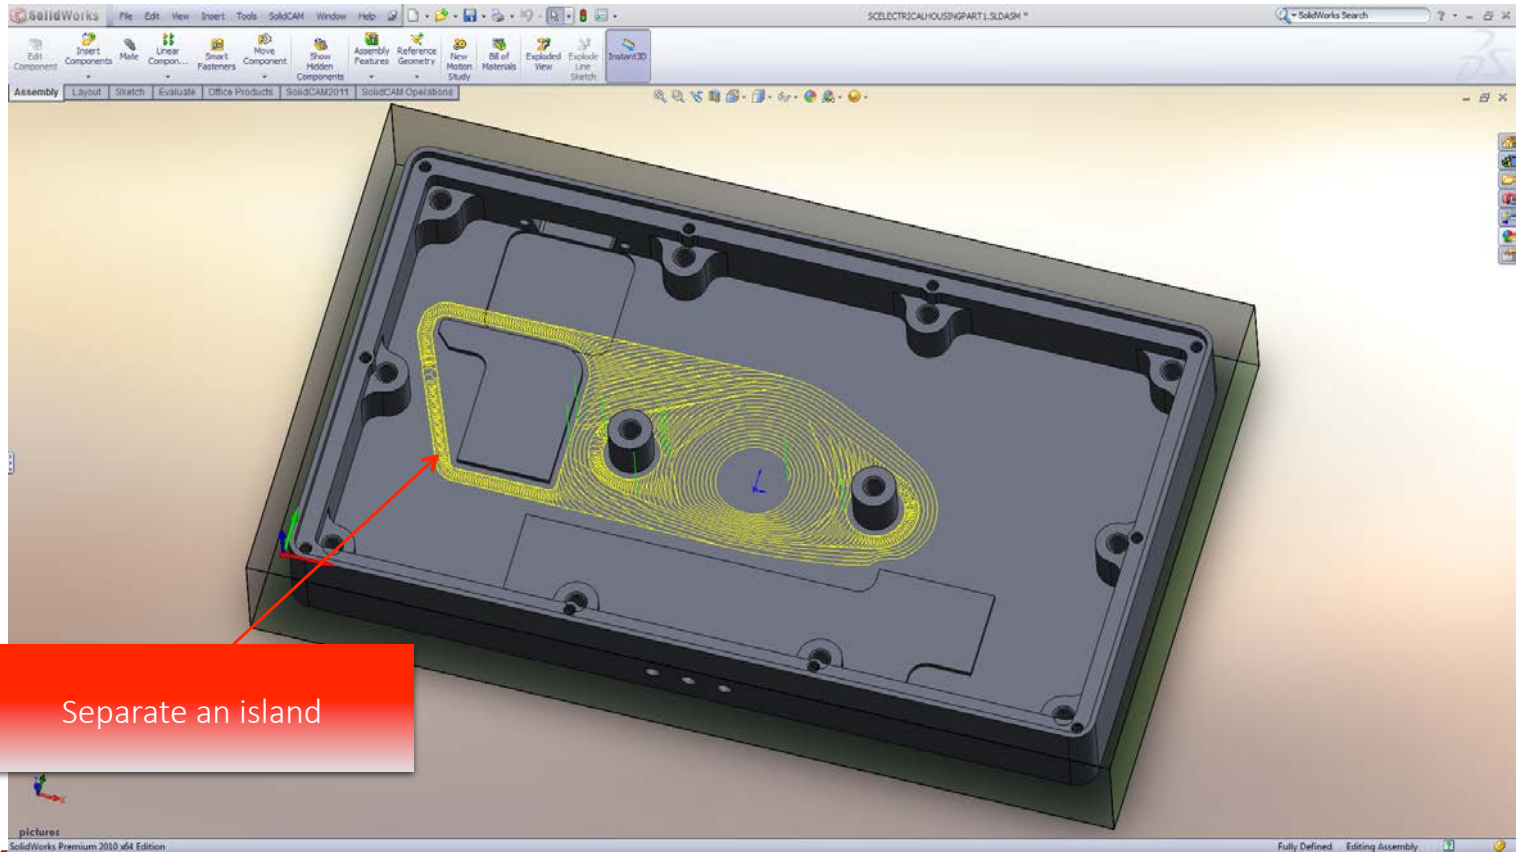 SolidWorks File Edit View Insert Tools SolidCAM Window Help SCELECTRICALHOUSINGPART1.SLDASM * SolidWorks Search
Edit Component
Insert Components
Mate
Linear Compon...
Smart Fasteners
Move Component
Show Hidden Components
Assembly Features
Reference Geometry
New Motion Study
Bill of Materials
Exploded View
Explode Line Sketch
Instant3D
Assembly Layout Sketch Evaluate Office Products SolidCAM2011 SolidCAM Operations
Separate an island
pictures
SolidWorks Premium 2010 x64 Edition Fully Defined Editing Assembly